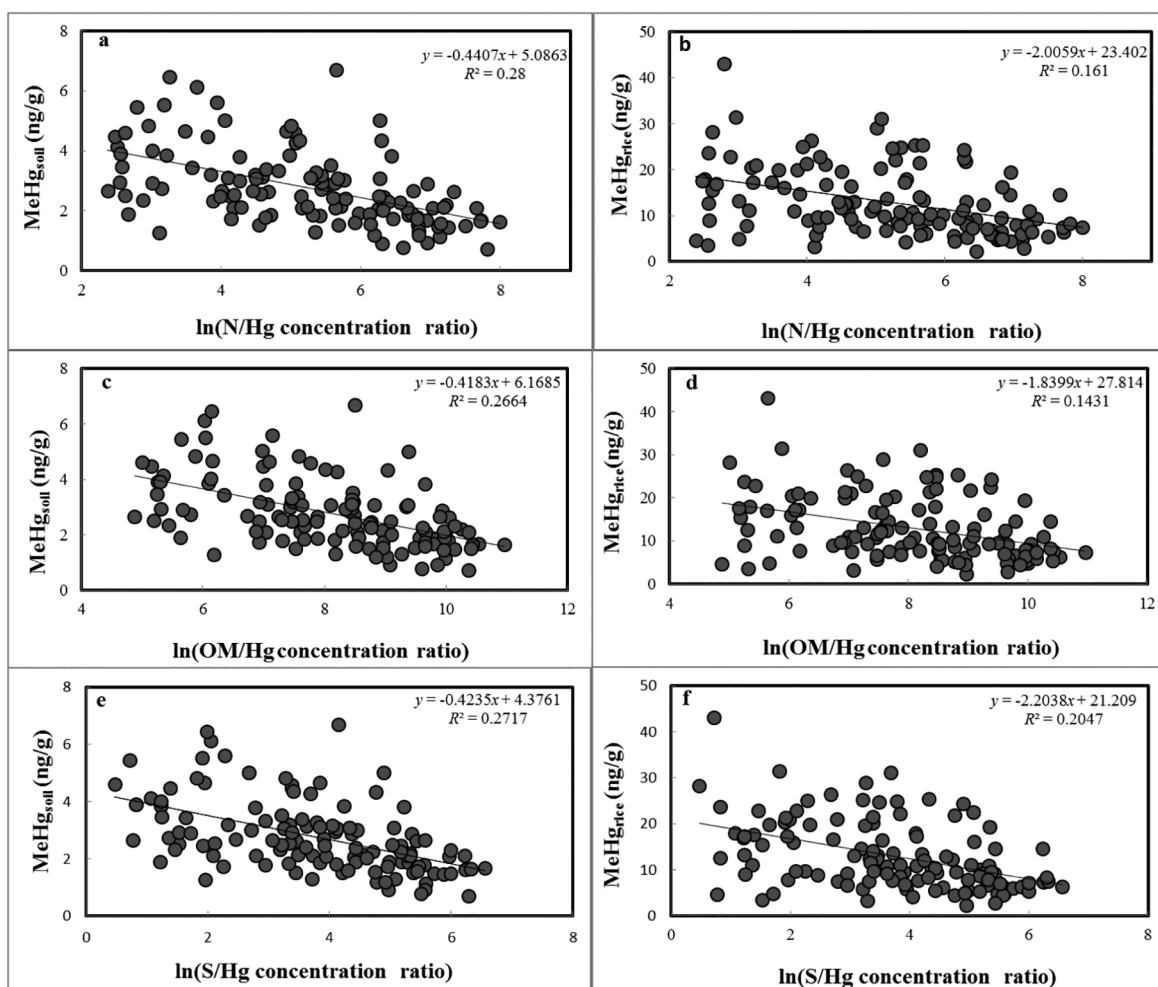 a
y = -0.4407x + 5.0863
R² = 0.28
8
6
4
2
0
MeHgsoil (ng/g)
2 4 6 8
ln(N/Hg concentration ratio)
b
y = -2.0059x + 23.402
R² = 0.161
50
40
30
20
10
0
MeHgrice(ng/g)
2 4 6 8
ln(N/Hg concentration ratio)
c
y = -0.4183x + 6.1685
R² = 0.2664
8
6
4
2
0
MeHgsoil (ng/g)
4 6 8 10 12
ln(OM/Hg concentration ratio)
d
y = -1.8399x + 27.814
R² = 0.1431
50
40
30
20
10
0
MeHgrice(ng/g)
4 6 8 10 12
ln(OM/Hg concentration ratio)
e
y = -0.4235x + 4.3761
R² = 0.2717
8
6
4
2
0
MeHgsoil (ng/g)
0 2 4 6 8
ln(S/Hg concentration ratio)
f
y = -2.2038x + 21.209
R² = 0.2047
50
40
30
20
10
0
MeHgrice (ng/g)
0 2 4 6 8
ln(S/Hg concentration ratio)